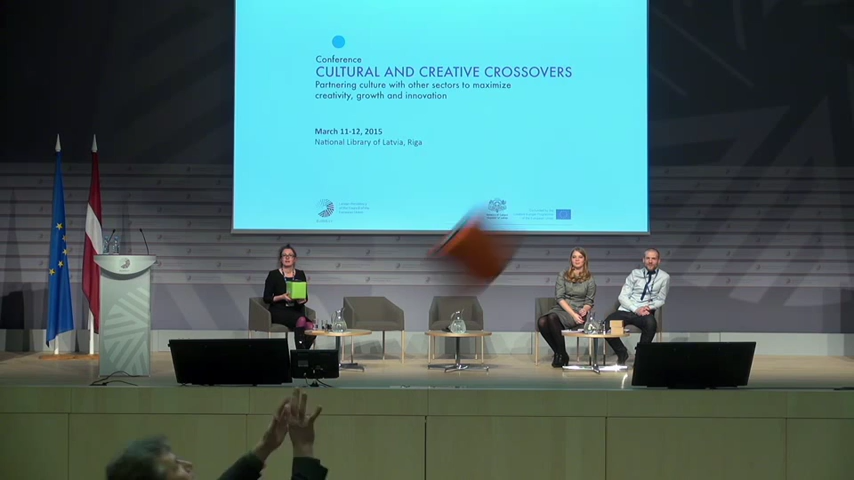 Conference
CULTURAL AND CREATIVE CROSSOVERS
Partnering culture with other sectors to maximize
creativity, growth and innovation
March 11-12, 2015
National Library of Latvia, Riga